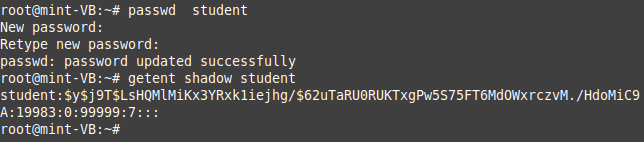 root@mint-VB:~# passwd  student
New password:
Retype new password:
passwd: password updated successfully
root@mint-VB:~# getent shadow student
student:$y$j9T$LsHQMlMiKx3YRxk1iejhg/$62uTaRU0RUKTxgPw5S75FT6MdOWxrczvM./HdoMiC9
A:19983:0:99999:7:::
root@mint-VB:~#